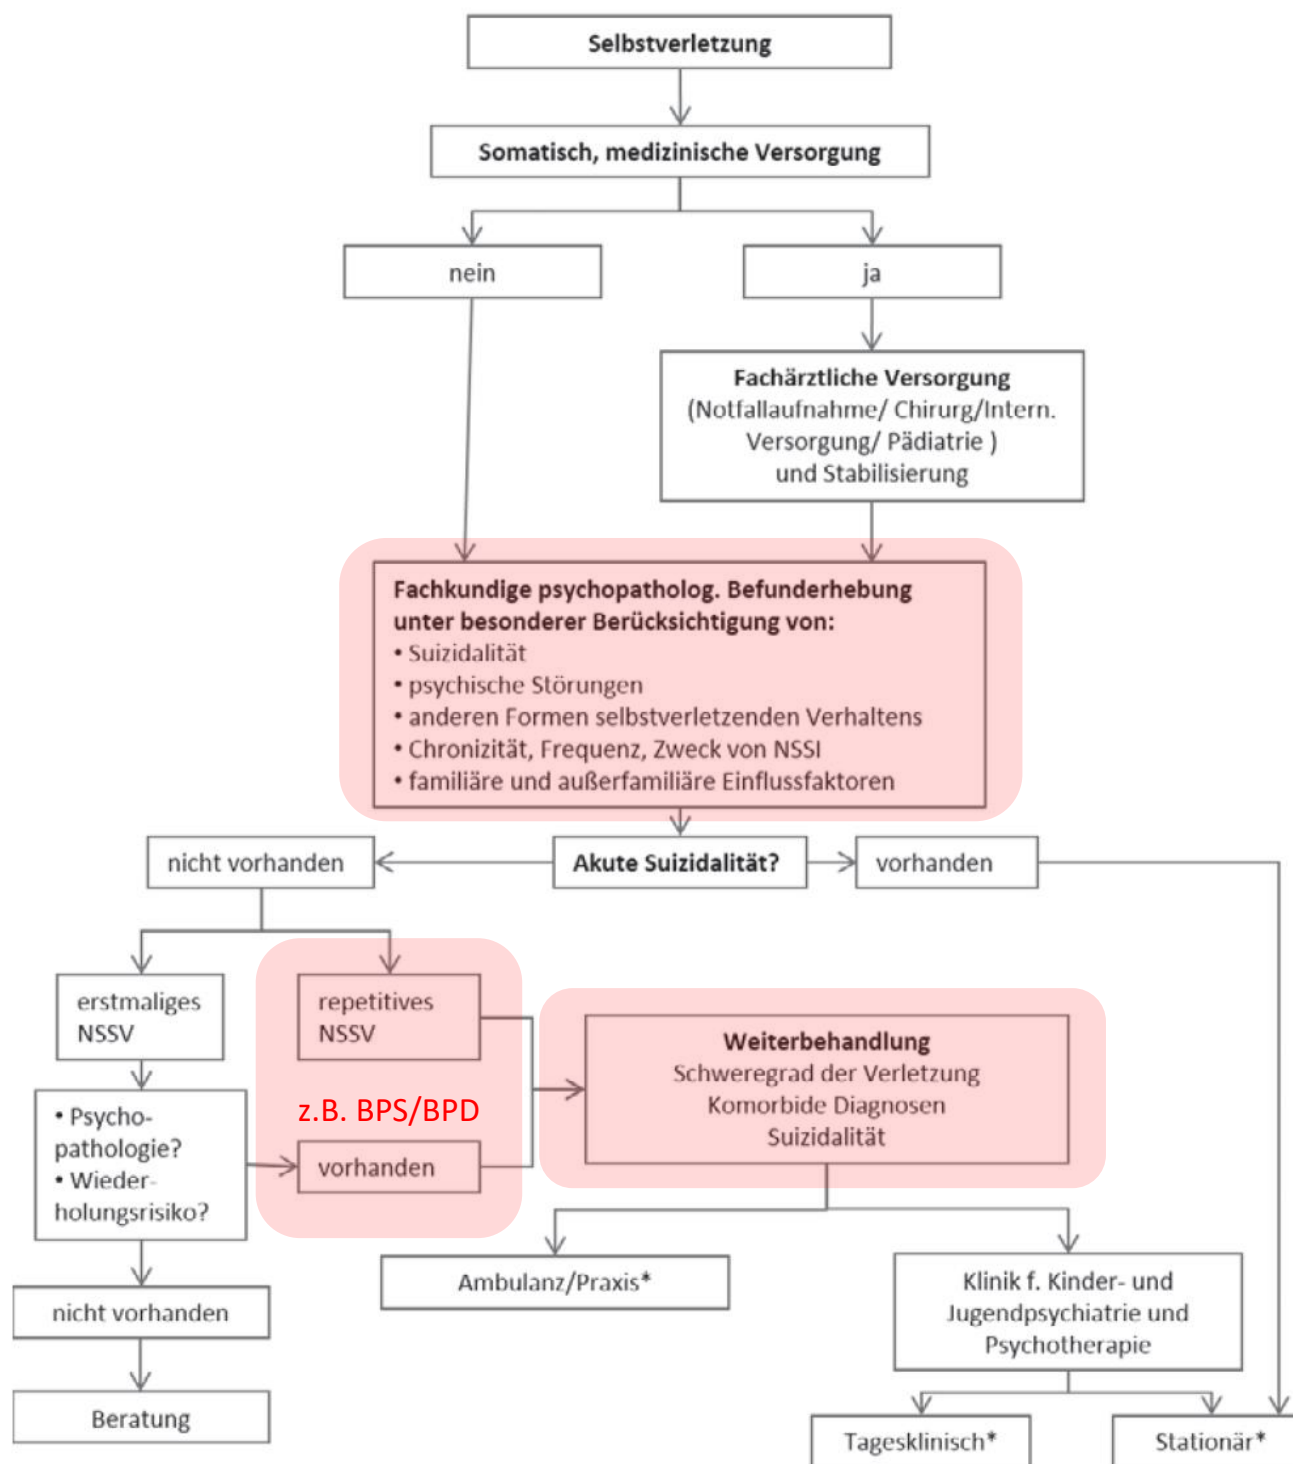 Selbstverletzung
Somatisch, medizinische Versorgung
nein
ja
Fachärztliche Versorgung
(Notfallaufnahme/ Chirurg/Intern.
Versorgung/ Pädiatrie )
und Stabilisierung
Fachkundige psychopatholog. Befunderhebung
unter besonderer Berücksichtigung von:
• Suizidalität
• psychische Störungen
• anderen Formen selbstverletzenden Verhaltens
• Chronizität, Frequenz, Zweck von NSSI
• familiäre und außerfamiliäre Einflussfaktoren
nicht vorhanden
Akute Suizidalität?
vorhanden
erstmaliges
NSSV
repetitives
NSSV
Weiterbehandlung
Schweregrad der Verletzung
Komorbide Diagnosen
Suizidalität
• Psycho-
pathologie?
• Wieder-
holungsrisiko?
z.B. BPS/BPD
vorhanden
nicht vorhanden
Ambulanz/Praxis*
Klinik f. Kinder- und
Jugendpsychiatrie und
Psychotherapie
Beratung
Tagesklinisch*
Stationär*